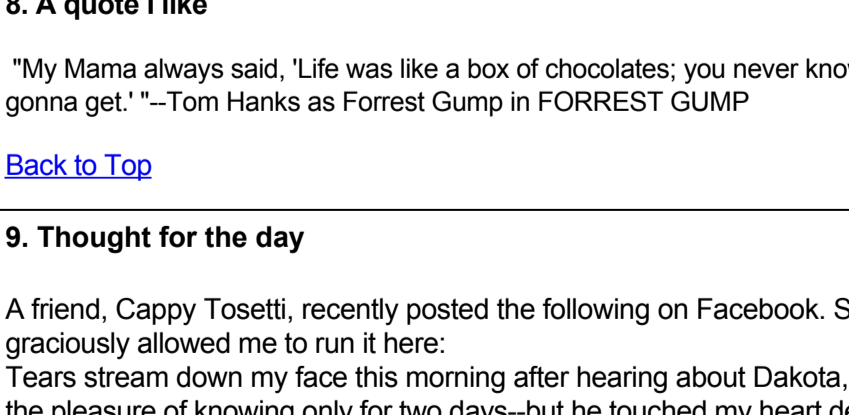 8. A quote I like
"My Mama always said, 'Life was like a box of chocolates; you never
gonna get.' "--Tom Hanks as Forrest Gump in FORREST GUMP
Back to Top
9. Thought for the day
A friend, Cappy Tosetti, recently posted the following on Facebook.
graciously allowed me to run it here:
Tears stream down my face this morning after hearing about Dakota,
the pleasure of knowing only for two days--but he touched my heart